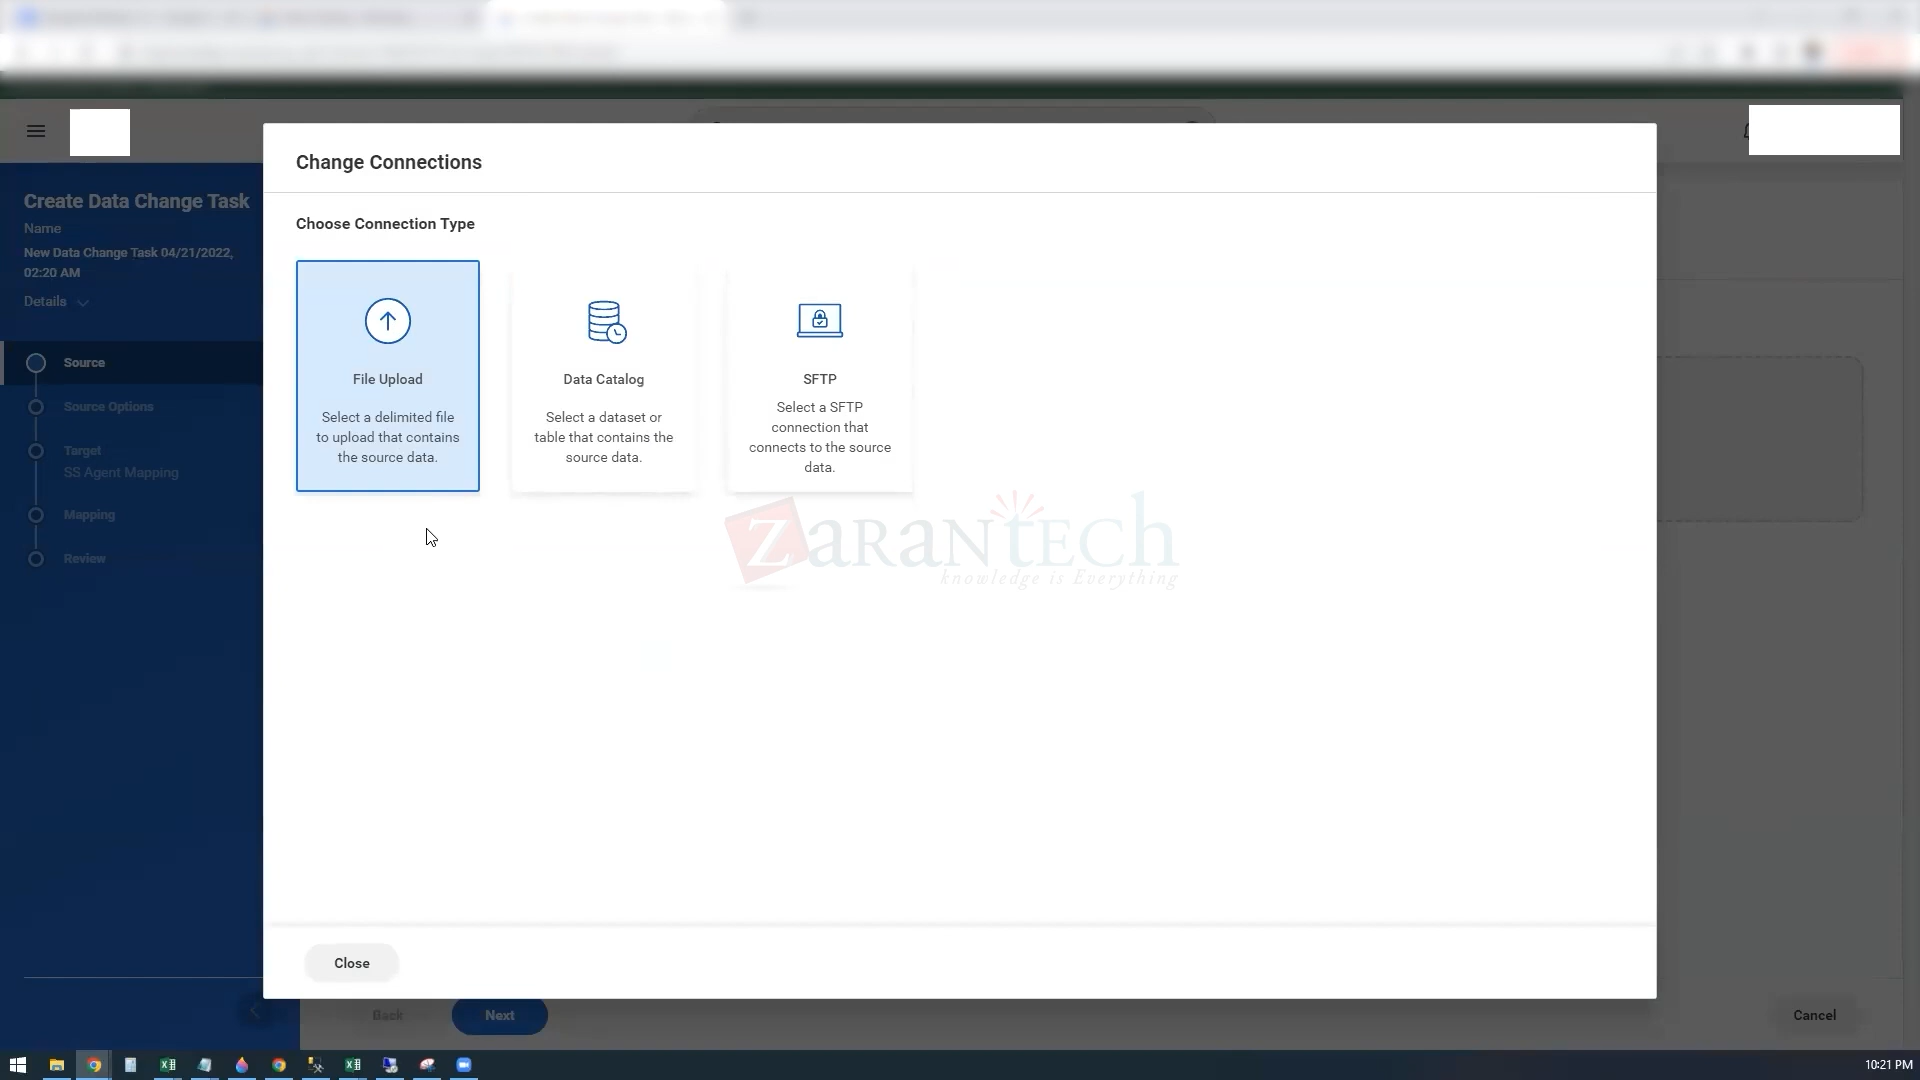 Change Connections
Create Data Change Task
Name
New Data Change Task 04/21/2022,
02:20 AM
Details
Source
Source Options
Target
SS Agent Mapping
Mapping
Review
Choose Connection Type
File Upload
Select a delimited file
to upload that contains
the source data.
Data Catalog
Select a dataset or
table that contains the
source data.
SFTP
Select a SFTP
connection that
connects to the source
data.
zaranTech
knowledge is Everything
Close
Back
Next
Cancel
10:21 PM